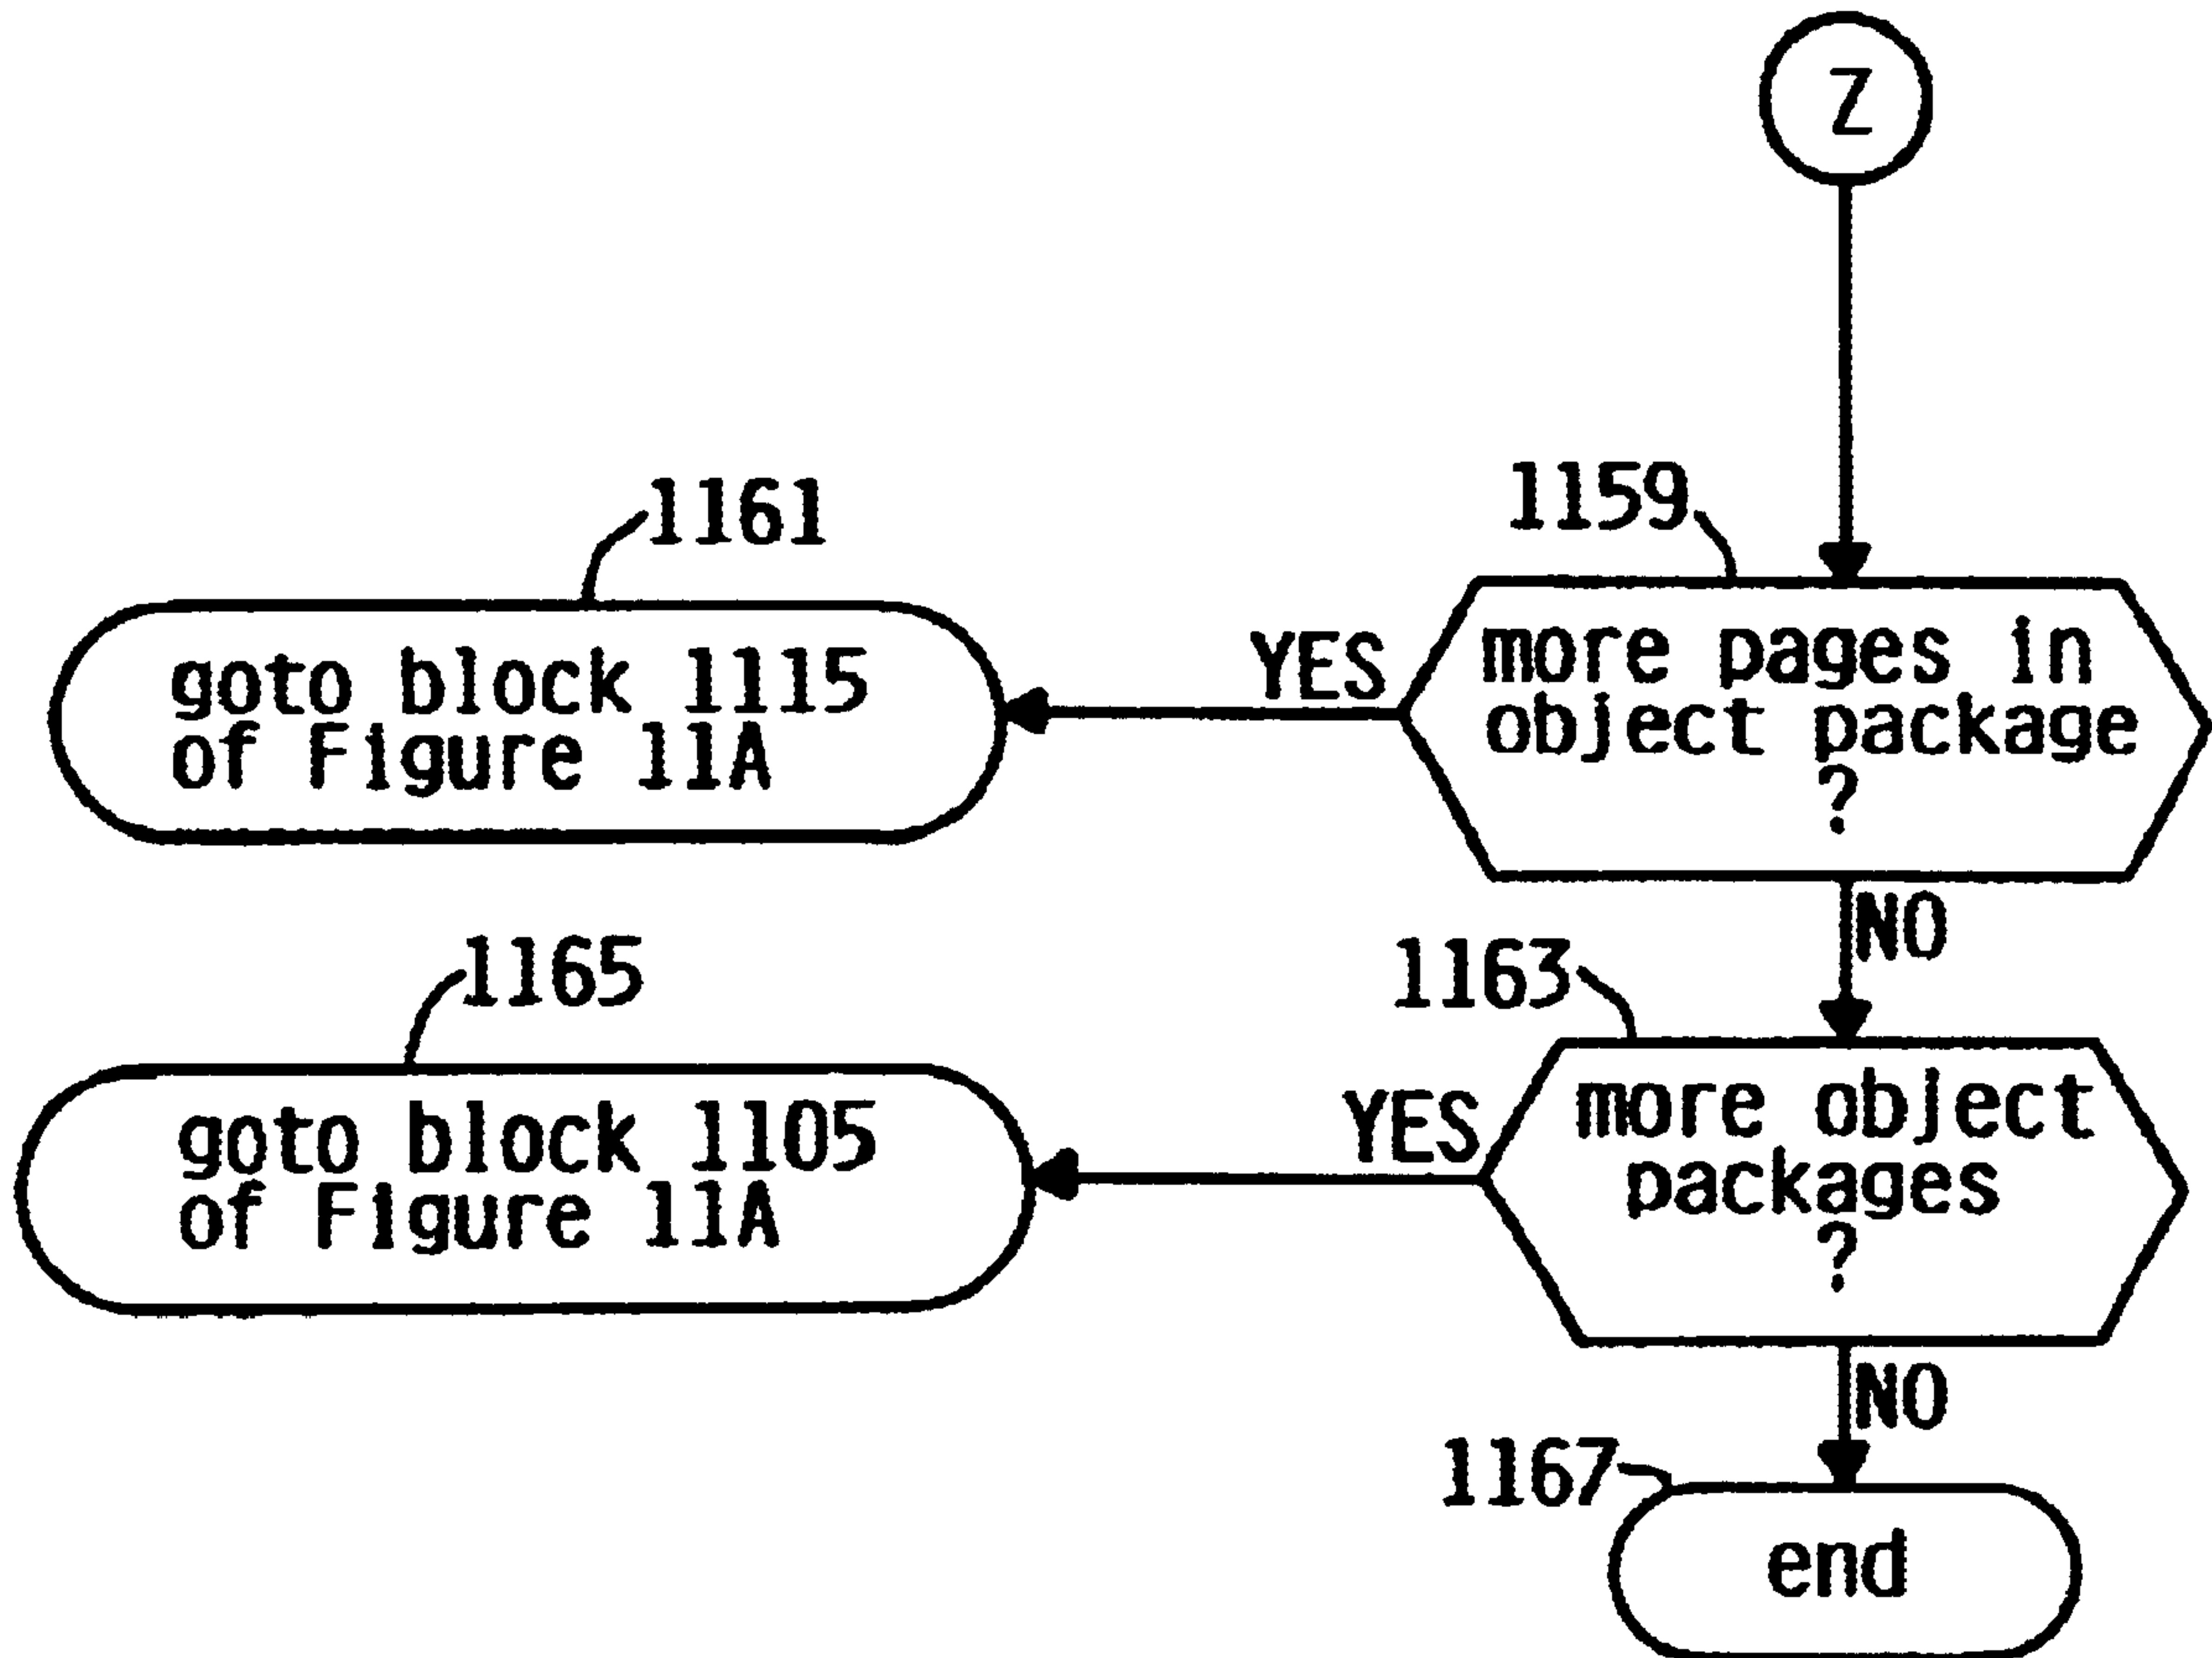 Z
1161
1159
goto block 1115
of Figure 11A
YES
more pages in
object package
?
NO
1165
1163
goto block 1105
of Figure 11A
YES
more object
packages
?
NO
1167
end